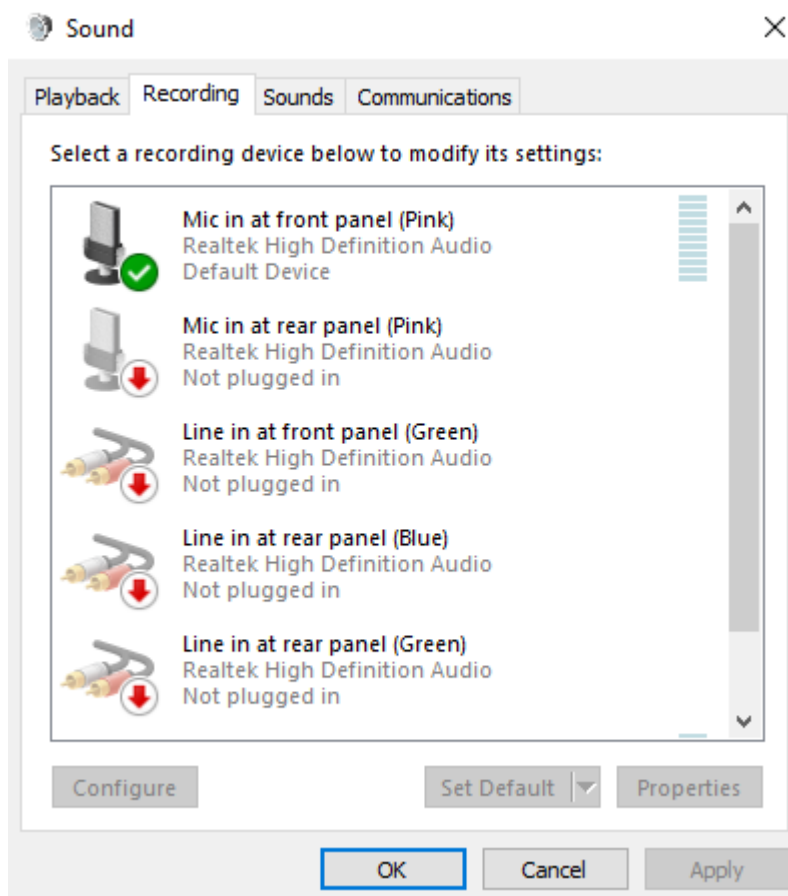 Sound
Playback Recording Sounds Communications
Select a recording device below to modify its settings:
Mic in at front panel (Pink)
Realtek High Definition Audio
Default Device
Mic in at rear panel (Pink)
Realtek High Definition Audio
Not plugged in
Line in at front panel (Green)
Realtek High Definition Audio
Not plugged in
Line in at rear panel (Blue)
Realtek High Definition Audio
Not plugged in
Line in at rear panel (Green)
Realtek High Definition Audio
Not plugged in
Configure Set Default Properties
OK Cancel Apply